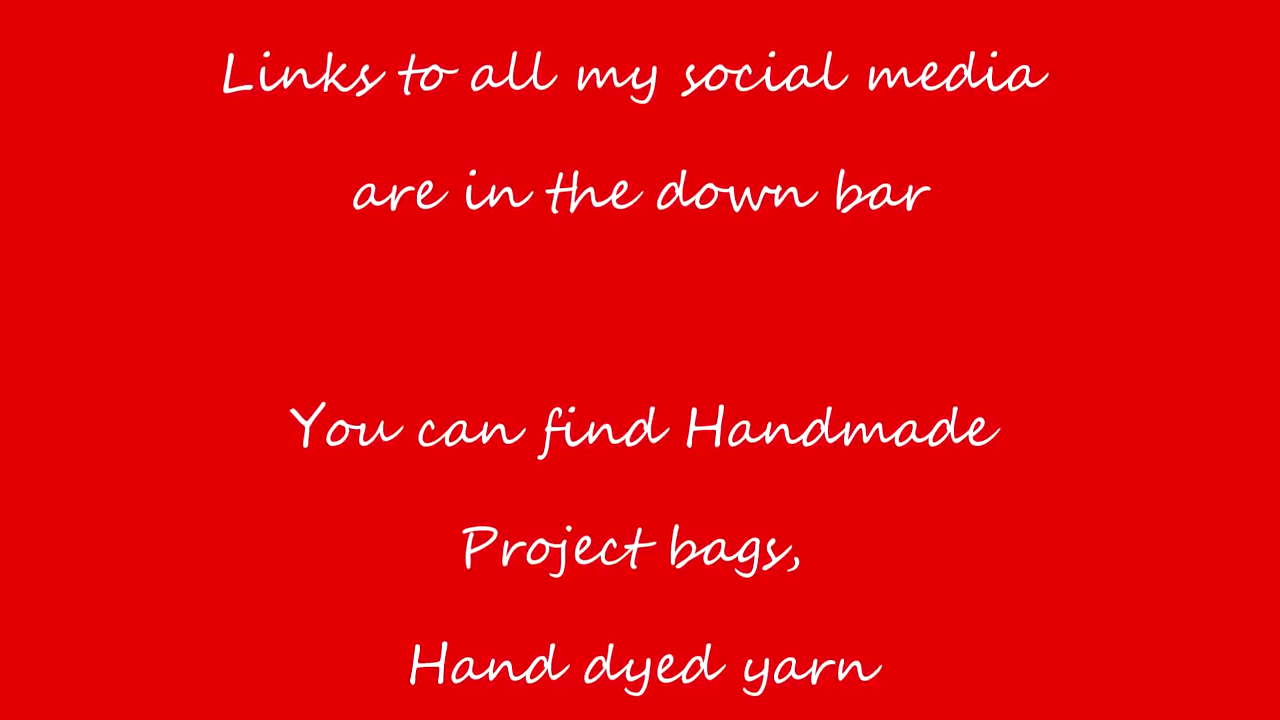 Links to all my social media
are in the down bar
You can find Handmade
Project bags,
Hand dyed yarn